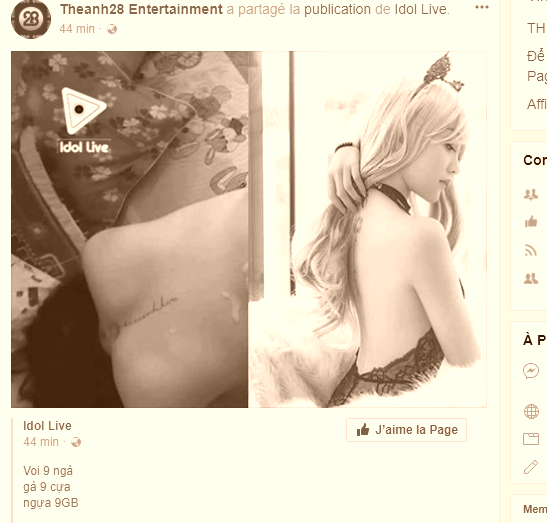 Theanh28 Entertainment a partagé la publication de Idol Live.
44 min ·
28
Idol Live
Idol Live
44 min ·
J'aime la Page
Voi 9 ngà
gà 9 cựa
ngựa 9GB
TH
Để
Pag
Affi
Con
À P
Mem